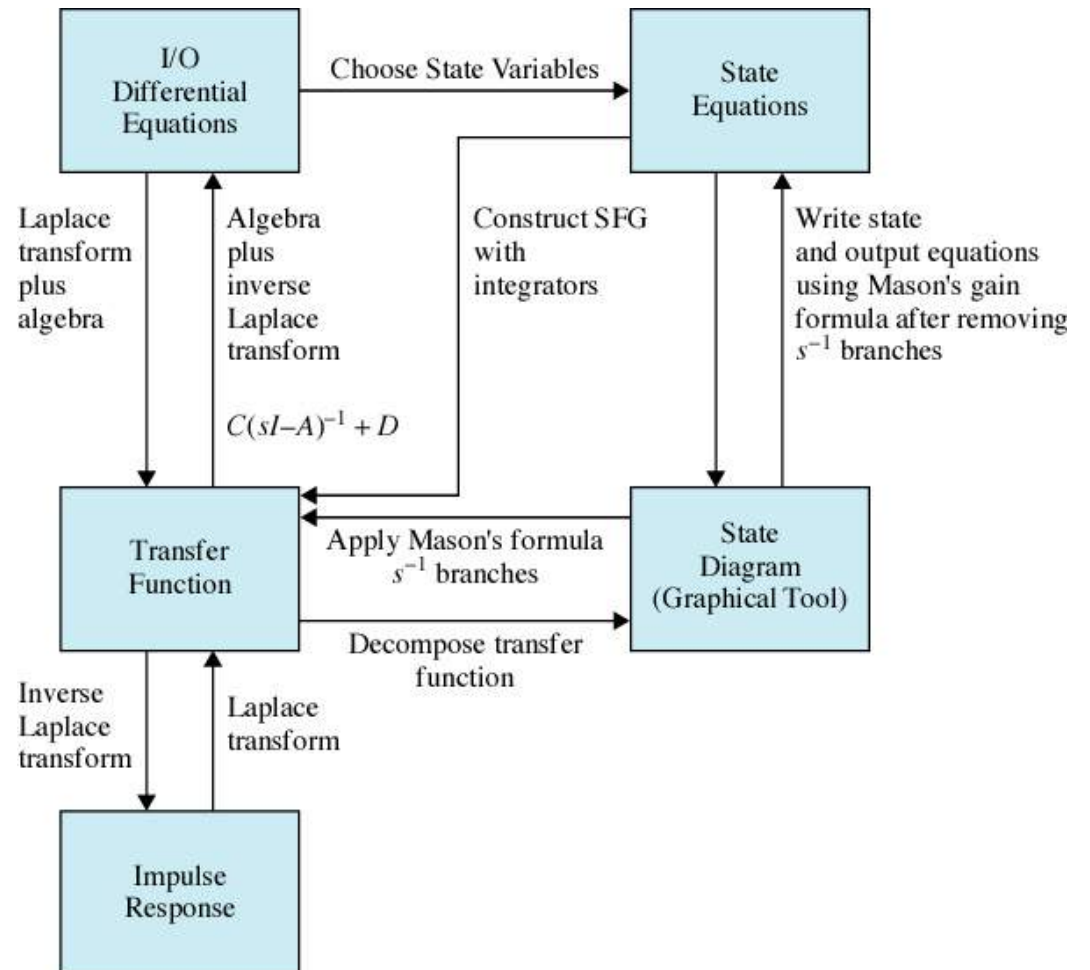 I/O
Differential
Equations
Choose State Variables
State
Equations
Laplace
transform
plus
algebra
Algebra
plus
inverse
Laplace
transform
Construct SFG
with
integrators
Write state
and output equations
using Mason's gain
formula after removing
s⁻¹ branches
C(sI–A)⁻¹ + D
Transfer
Function
Apply Mason's formula
s⁻¹ branches
State
Diagram
(Graphical Tool)
Decompose transfer
function
Inverse
Laplace
transform
Laplace
transform
Impulse
Response